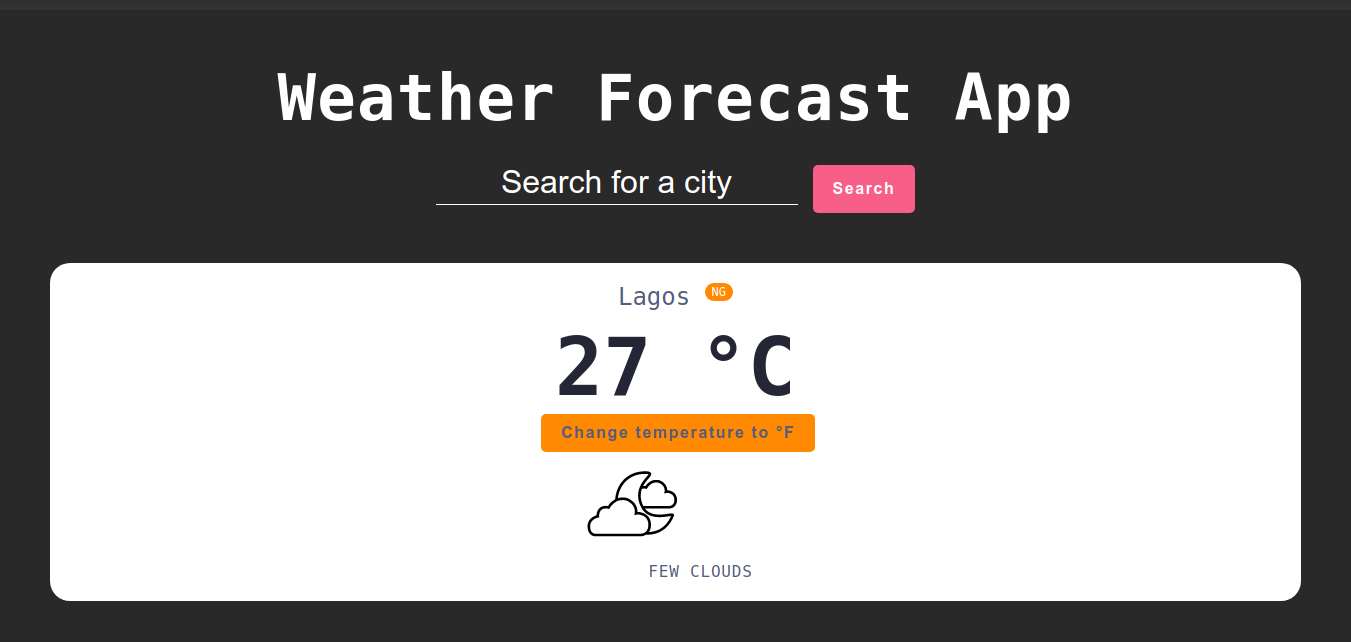 Weather Forecast App
Search for a city
Search
Lagos NG
27 °C
Change temperature to °F
FEW CLOUDS